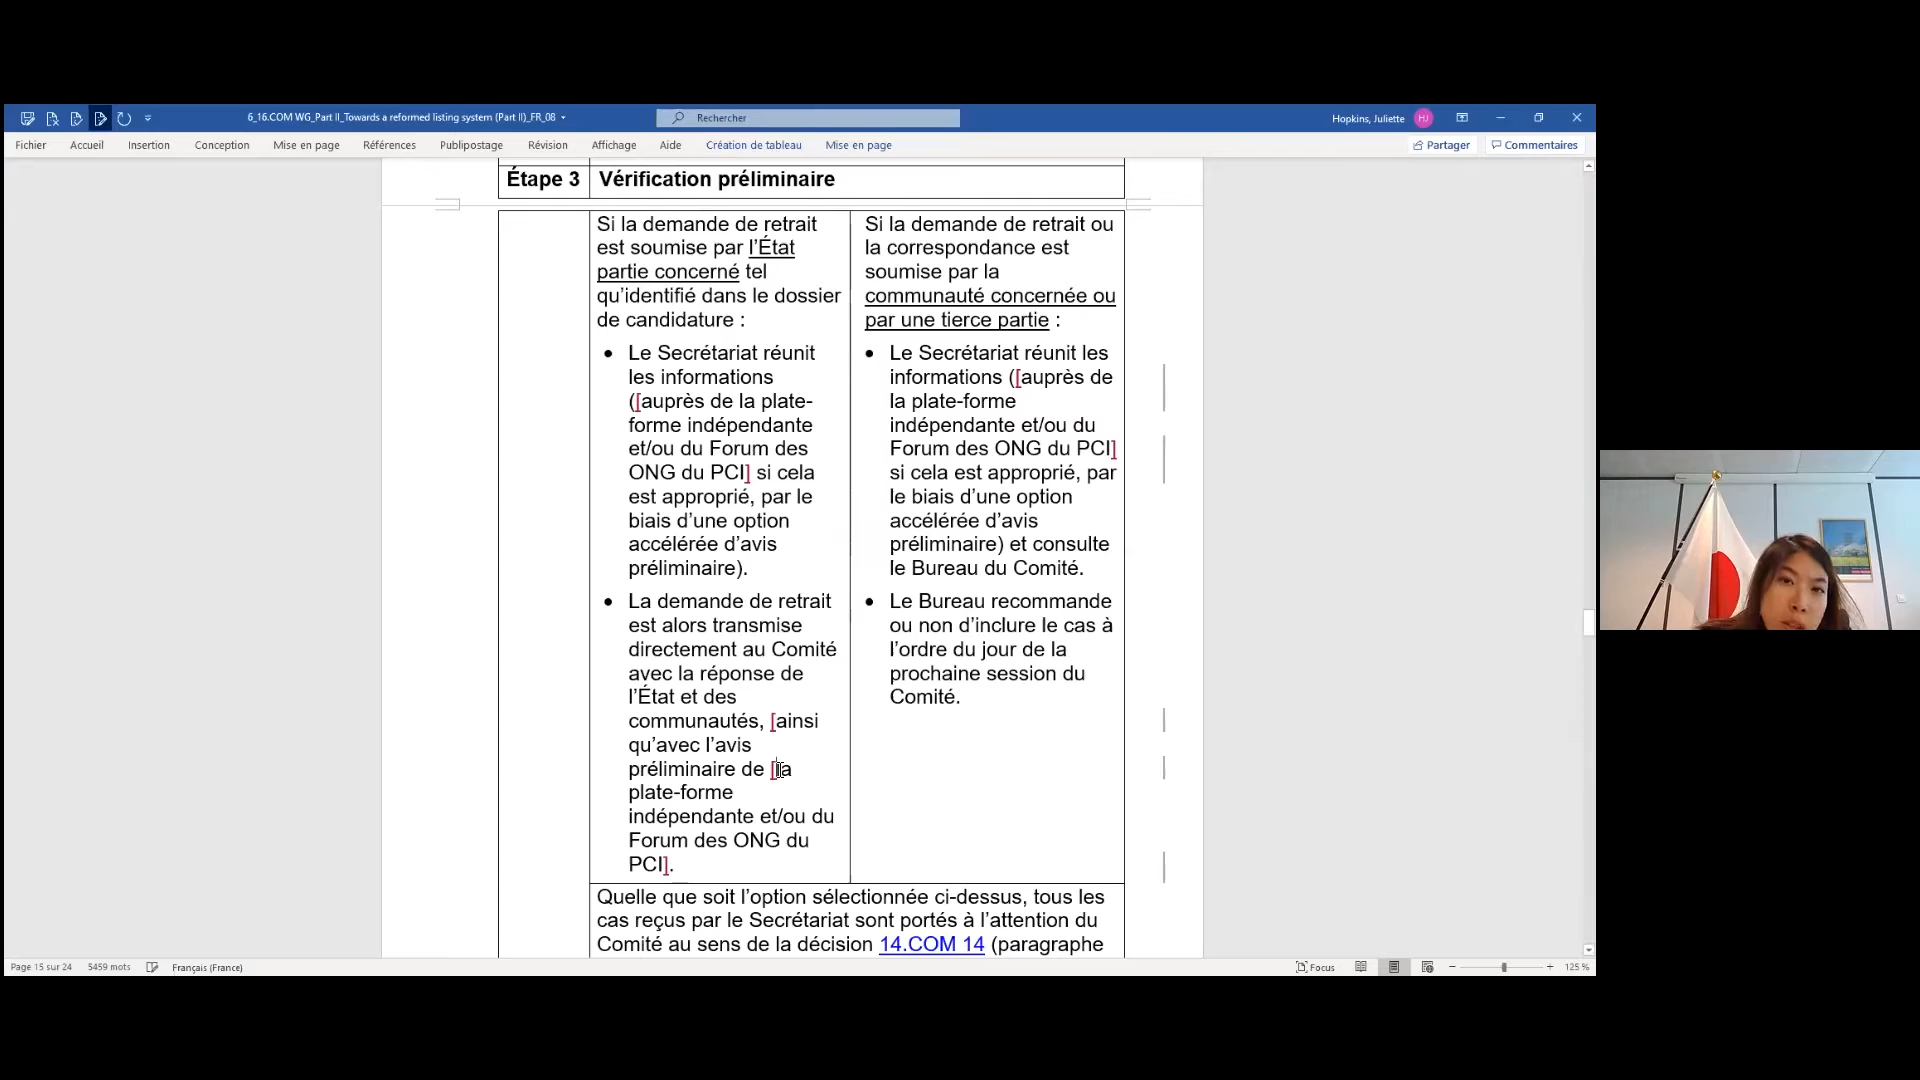 6_16.COM WG_Part II_Towards a reformed listing system (Part II)_FR_08
Rechercher
Hopkins, Juliette
HJ
Fichier Accueil Insertion Conception Mise en page Références Publipostage Révision Affichage Aide Création de tableau Mise en page
Partager
Commentaires
Étape 3 Vérification préliminaire
Si la demande de retrait
est soumise par l’État
partie concerné tel
qu’identifié dans le dossier
de candidature :
• Le Secrétariat réunit
les informations
([auprès de la plate-
forme indépendante
et/ou du Forum des
ONG du PCI] si cela
est approprié, par le
biais d’une option
accélérée d’avis
préliminaire).
• La demande de retrait
est alors transmise
directement au Comité
avec la réponse de
l’État et des
communautés, [ainsi
qu’avec l’avis
préliminaire de [la
plate-forme
indépendante et/ou du
Forum des ONG du
PCI].
Si la demande de retrait ou
la correspondance est
soumise par la
communauté concernée ou
par une tierce partie :
• Le Secrétariat réunit les
informations ([auprès de
la plate-forme
indépendante et/ou du
Forum des ONG du PCI]
si cela est approprié, par
le biais d’une option
accélérée d’avis
préliminaire) et consulte
le Bureau du Comité.
• Le Bureau recommande
ou non d’inclure le cas à
l’ordre du jour de la
prochaine session du
Comité.
Quelle que soit l’option sélectionnée ci-dessus, tous les
cas reçus par le Secrétariat sont portés à l’attention du
Comité au sens de la décision 14.COM 14 (paragraphe
Page 15 sur 24 5459 mots Français (France)
Focus
125 %